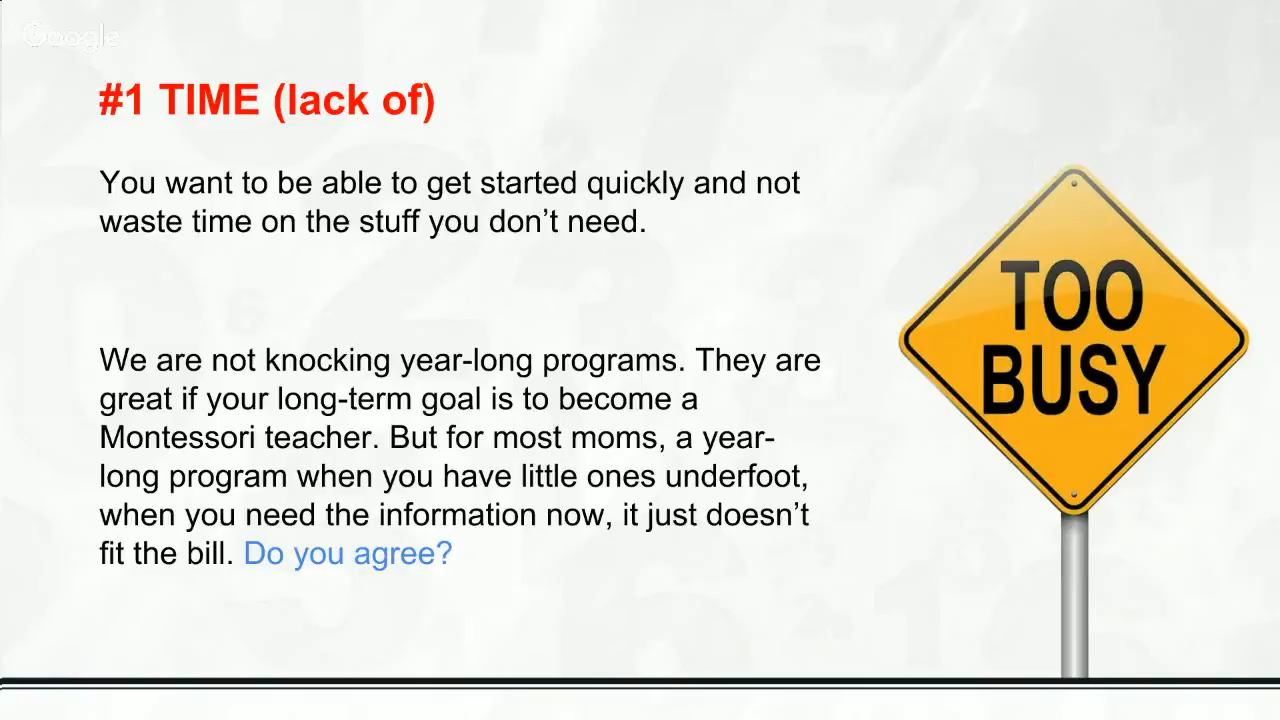 Google
#1 TIME (lack of)
You want to be able to get started quickly and not
waste time on the stuff you don’t need.
We are not knocking year-long programs. They are
great if your long-term goal is to become a
Montessori teacher. But for most moms, a year-
long program when you have little ones underfoot,
when you need the information now, it just doesn’t
fit the bill. Do you agree?
TOO
BUSY